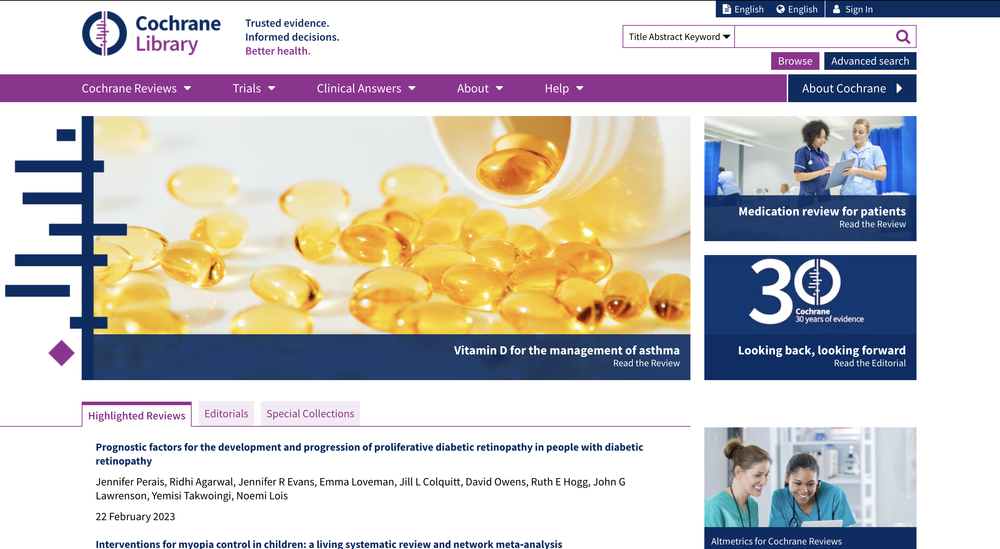 English
English
Sign In
Cochrane
Library
Trusted evidence.
Informed decisions.
Better health.
Title Abstract Keyword
Browse
Advanced search
Cochrane Reviews
Trials
Clinical Answers
About
Help
About Cochrane
Vitamin D for the management of asthma
Read the Review
Medication review for patients
Read the Review
30
Cochrane
30 years of evidence
Looking back, looking forward
Read the Editorial
Highlighted Reviews
Editorials
Special Collections
Prognostic factors for the development and progression of proliferative diabetic retinopathy in people with diabetic
retinopathy
Jennifer Perais, Ridhi Agarwal, Jennifer R Evans, Emma Loveman, Jill L Colquitt, David Owens, Ruth E Hogg, John G
Lawrenson, Yemisi Takwoingi, Noemi Lois
22 February 2023
Interventions for myopia control in children: a living systematic review and network meta-analysis
Altmetrics for Cochrane Reviews